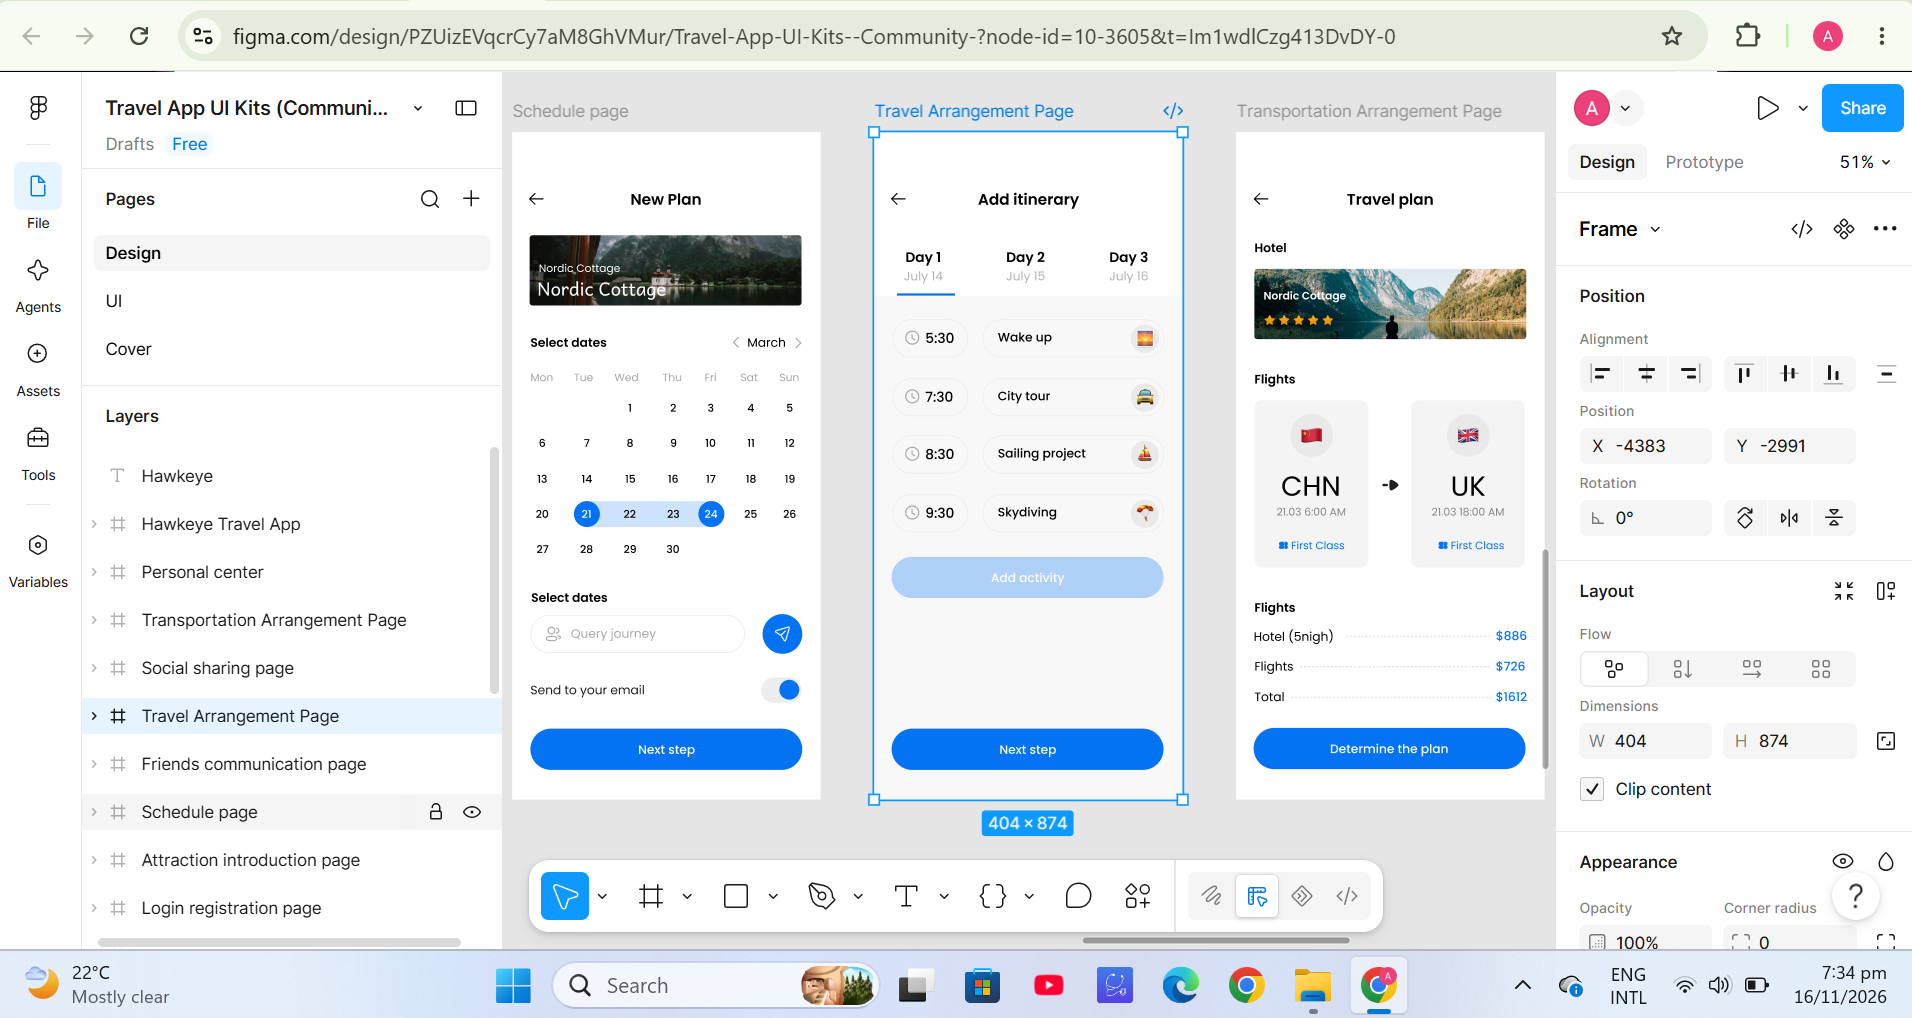 figma.com/design/PZUizEVqcrCy7aM8GhVMur/Travel-App-UI-Kits--Community-?node-id=10-3605&t=Im1wdlCzg413DvDY-0
A
Travel App UI Kits (Communi...
Drafts Free
Pages
Design
UI
Cover
Layers
Hawkeye
Hawkeye Travel App
Personal center
Transportation Arrangement Page
Social sharing page
Travel Arrangement Page
Friends communication page
Schedule page
Attraction introduction page
Login registration page
File
Agents
Assets
Tools
Variables
Schedule page
New Plan
Nordic Cottage
Nordic Cottage
Select dates
March
Mon Tue Wed Thu Fri Sat Sun
1 2 3 4 5
6 7 8 9 10 11 12
13 14 15 16 17 18 19
20 21 22 23 24 25 26
27 28 29 30
Select dates
Query journey
Send to your email
Next step
Travel Arrangement Page
Add itinerary
Day 1 Day 2 Day 3
July 14 July 15 July 16
5:30 Wake up
7:30 City tour
8:30 Sailing project
9:30 Skydiving
Add activity
Next step
404 × 874
Transportation Arrangement Page
Travel plan
Hotel
Nordic Cottage
Flights
CHN UK
21.03 6:00 AM 21.03 18:00 AM
First Class First Class
Flights
Hotel (5nigh) $886
Flights $726
Total $1612
Determine the plan
A
Share
Design Prototype 51%
Frame
Position
Alignment
Position
X -4383 Y -2991
Rotation
0°
Layout
Flow
Dimensions
W 404 H 874
Clip content
Appearance
Opacity Corner radius
100% 0
?
22°C
Mostly clear
Search
A
ENG
INTL
7:34 pm
16/11/2026